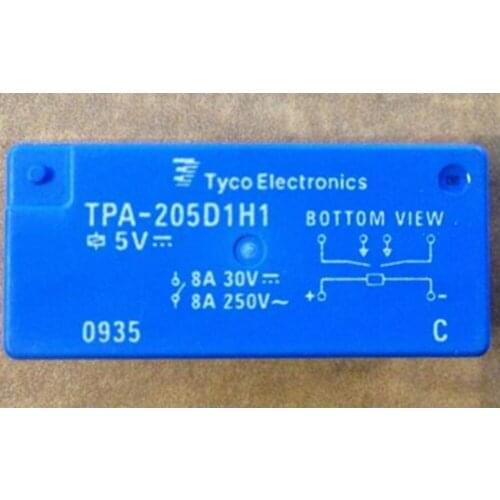 Tyco Electronics
TPA-205D1H1
BOTTOM VIEW
5V⎓
8A 30V⎓
8A 250V~
+ -
0935
C